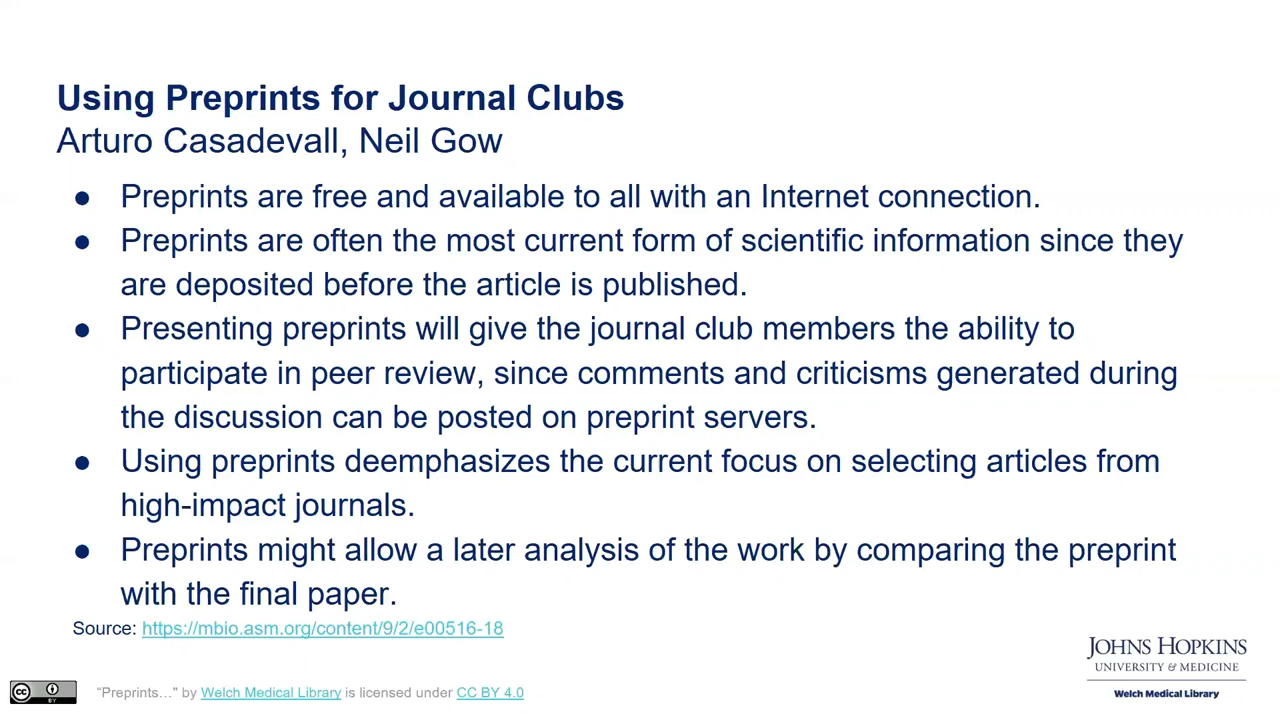 Using Preprints for Journal Clubs
Arturo Casadevall, Neil Gow
● Preprints are free and available to all with an Internet connection.
● Preprints are often the most current form of scientific information since they
are deposited before the article is published.
● Presenting preprints will give the journal club members the ability to
participate in peer review, since comments and criticisms generated during
the discussion can be posted on preprint servers.
● Using preprints deemphasizes the current focus on selecting articles from
high-impact journals.
● Preprints might allow a later analysis of the work by comparing the preprint
with the final paper.
Source: https://mbio.asm.org/content/9/2/e00516-18
JOHNS HOPKINS
UNIVERSITY & MEDICINE
Welch Medical Library
cc BY
“Preprints…" by Welch Medical Library is licensed under CC BY 4.0